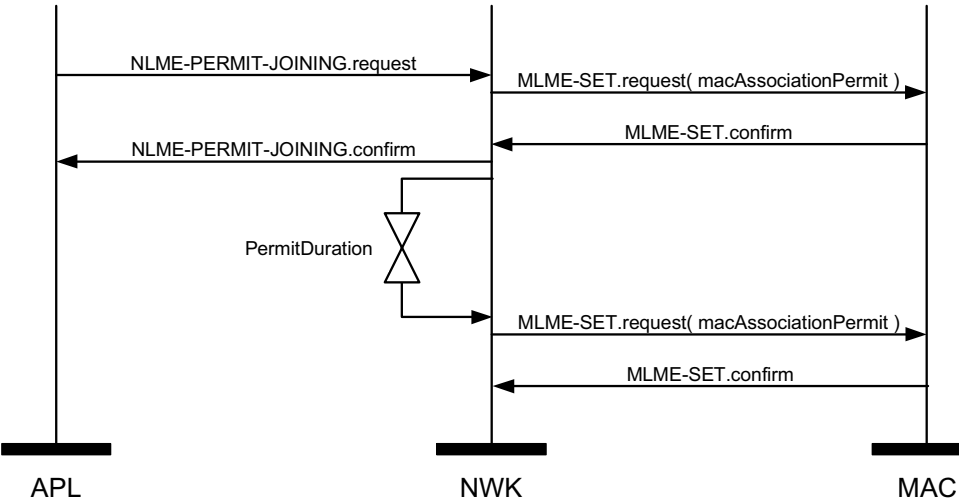 NLME-PERMIT-JOINING.request
MLME-SET.request( macAssociationPermit )
MLME-SET.confirm
NLME-PERMIT-JOINING.confirm
PermitDuration
MLME-SET.request( macAssociationPermit )
MLME-SET.confirm
APL
NWK
MAC